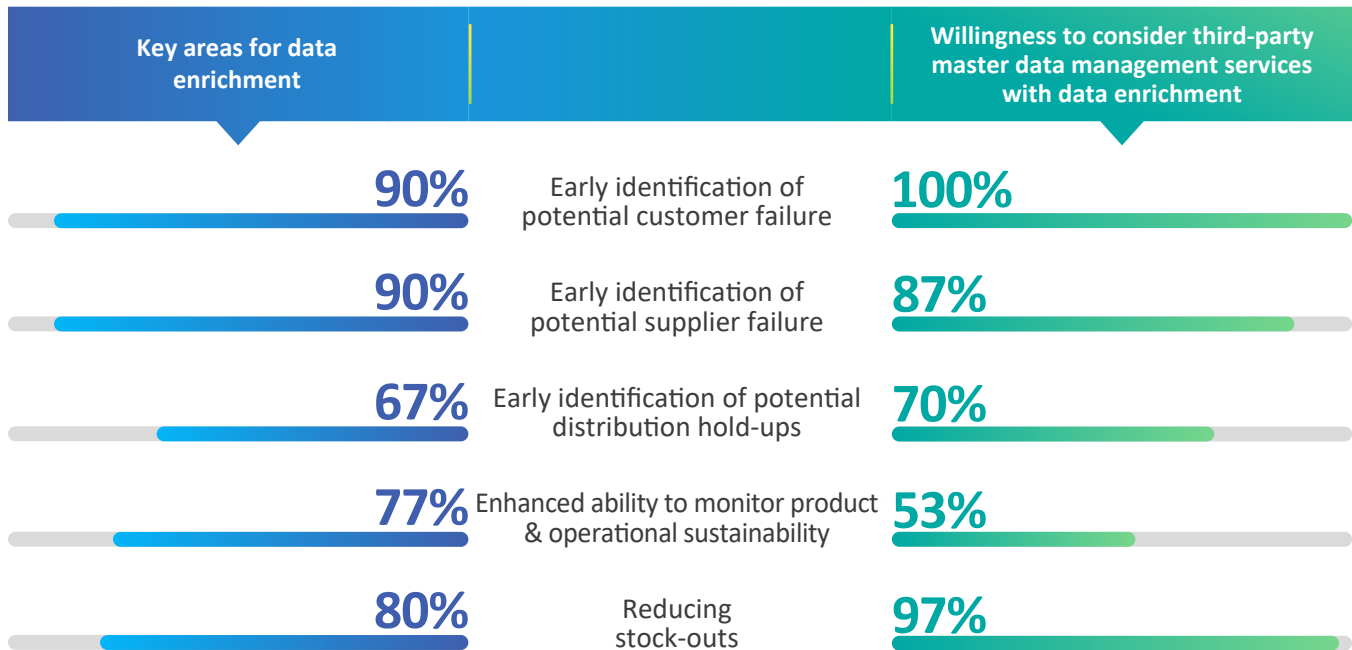 Key areas for data
enrichment
Willingness to consider third-party
master data management services
with data enrichment
90%
Early identification of
potential customer failure
100%
90%
Early identification of
potential supplier failure
87%
67%
Early identification of potential
distribution hold-ups
70%
77%
Enhanced ability to monitor product
& operational sustainability
53%
80%
Reducing
stock-outs
97%